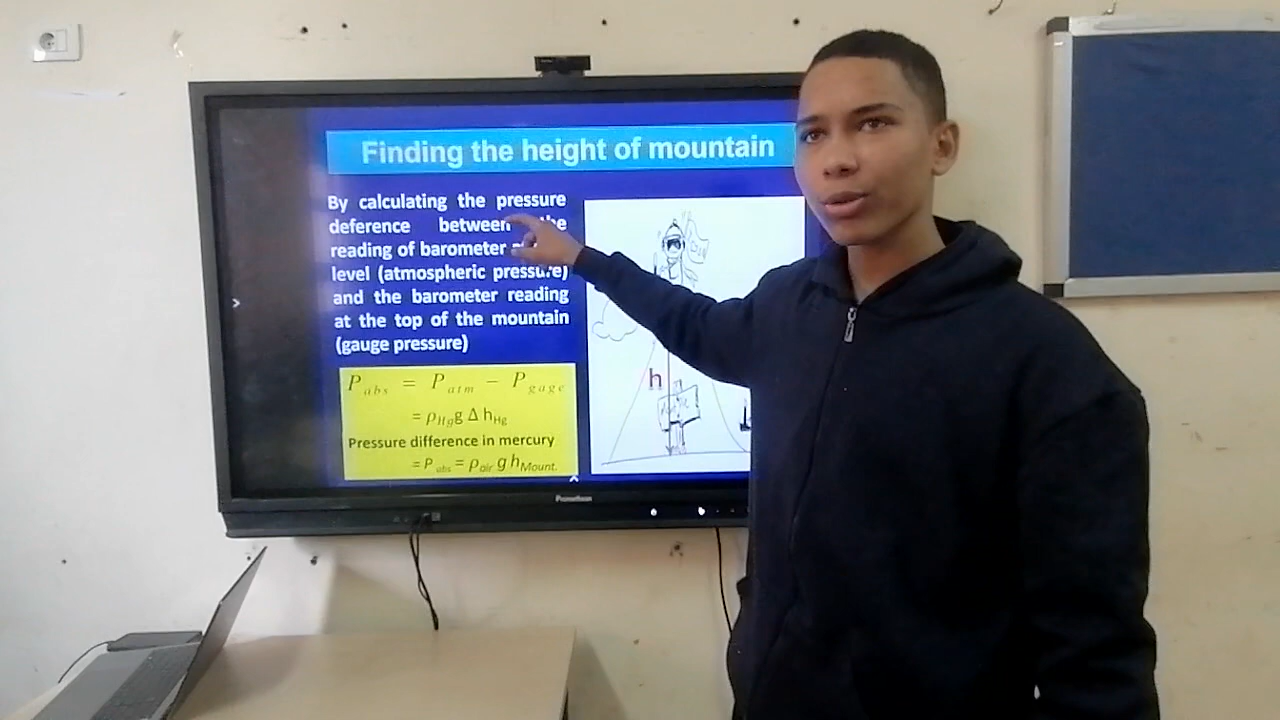 Finding the height of mountain
By calculating the pressure
deference between the
reading of barometer
level (atmospheric pressure)
and the barometer reading
at the top of the mountain
(gauge pressure)
P abs = P atm − P gage
= ρHg g Δ hHg
Pressure difference in mercury
= P abs = ρair g hMount.
h
Promethean